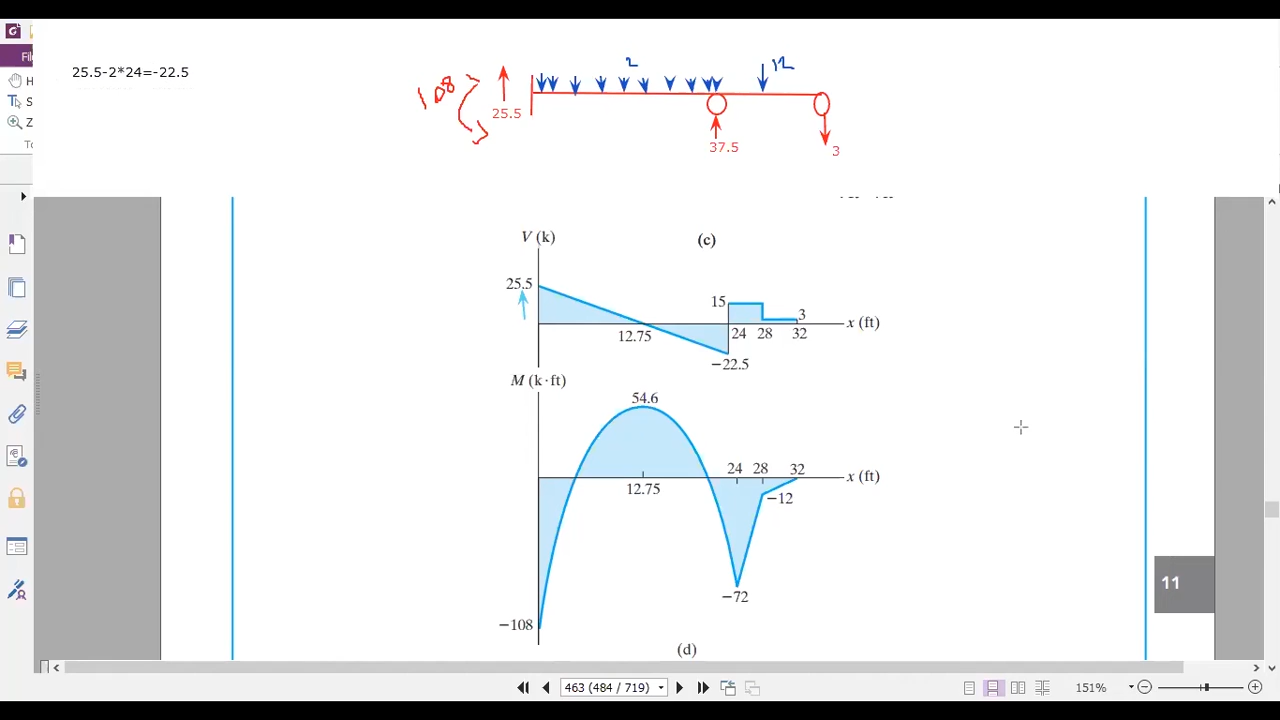 Fil
25.5-2*24=-22.5
H
S
Z
To
108
25.5
2
12
37.5
3
V (k)
(c)
25.5
15
3
12.75
24
28
32
x (ft)
−22.5
M (k·ft)
54.6
24
28
32
x (ft)
12.75
−12
−72
−108
(d)
11
463 (484 / 719)
151%